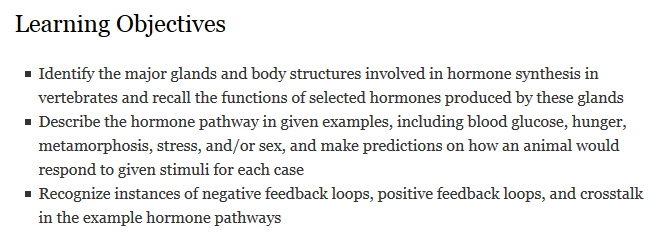 Learning Objectives
Identify the major glands and body structures involved in hormone synthesis in
vertebrates and recall the functions of selected hormones produced by these glands
Describe the hormone pathway in given examples, including blood glucose, hunger,
metamorphosis, stress, and/or sex, and make predictions on how an animal would
respond to given stimuli for each case
Recognize instances of negative feedback loops, positive feedback loops, and crosstalk
in the example hormone pathways